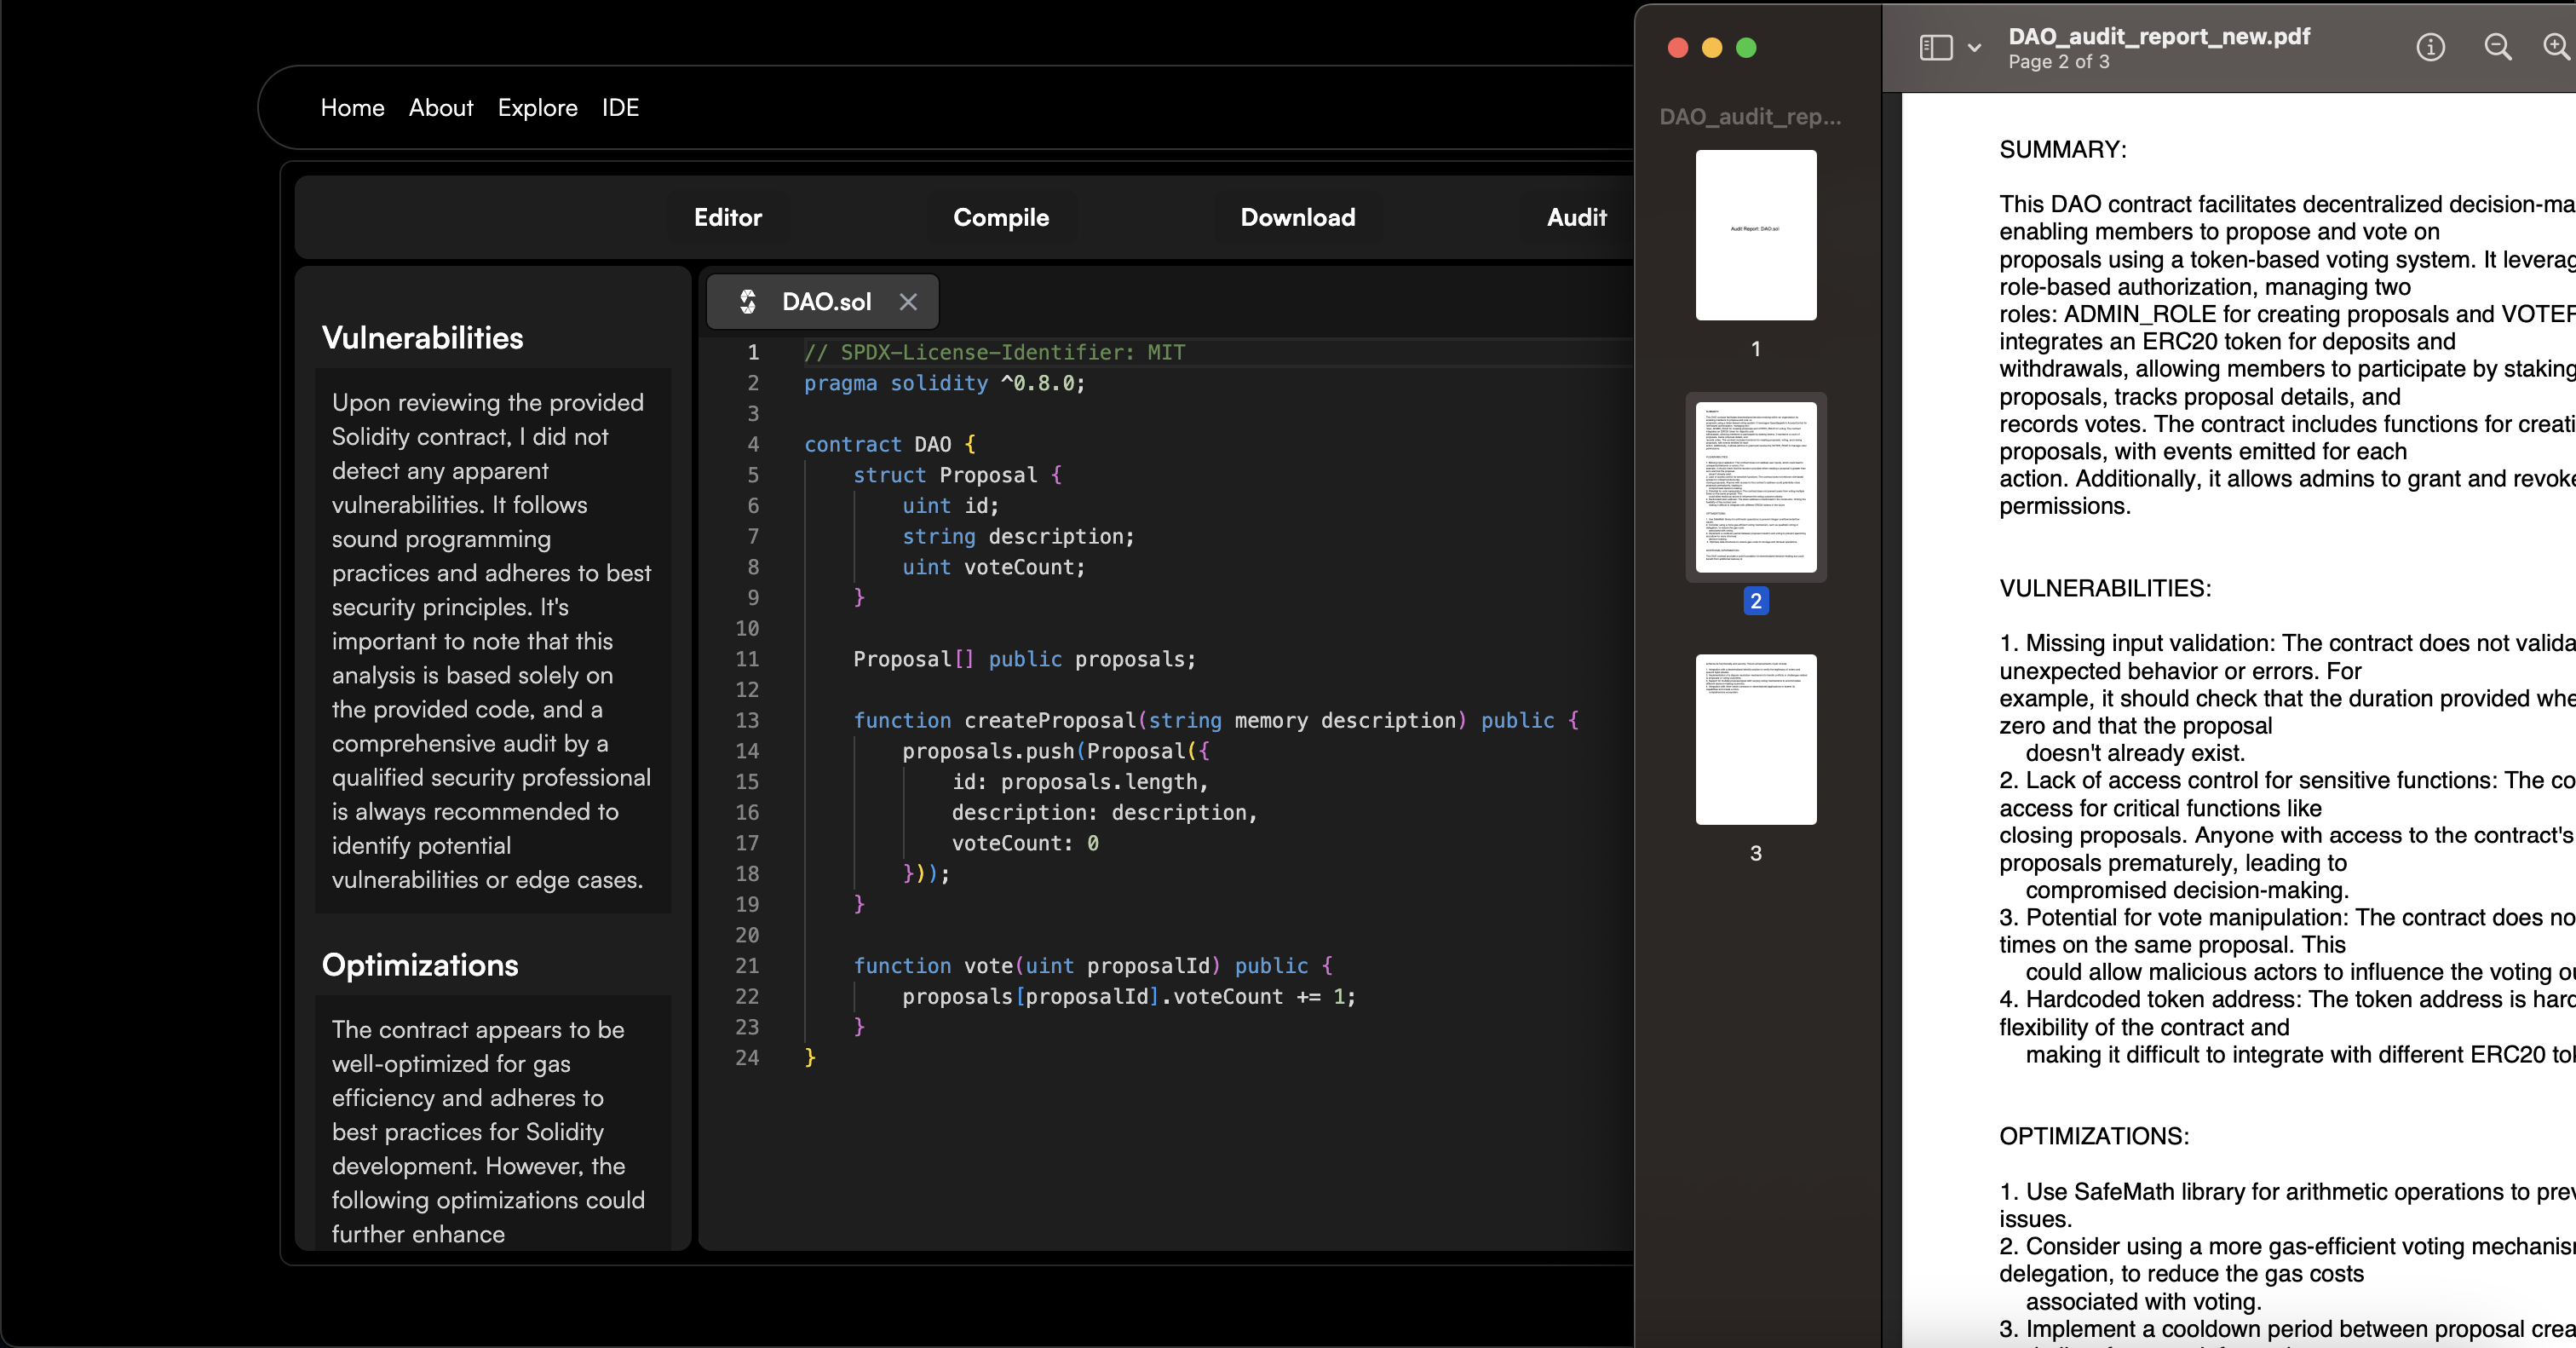 Home About Explore IDE
Editor Compile Download Audit
Vulnerabilities
Upon reviewing the provided
Solidity contract, I did not
detect any apparent
vulnerabilities. It follows
sound programming
practices and adheres to best
security principles. It's
important to note that this
analysis is based solely on
the provided code, and a
comprehensive audit by a
qualified security professional
is always recommended to
identify potential
vulnerabilities or edge cases.
Optimizations
The contract appears to be
well-optimized for gas
efficiency and adheres to
best practices for Solidity
development. However, the
following optimizations could
further enhance
DAO.sol
1 // SPDX-License-Identifier: MIT
2 pragma solidity ^0.8.0;
3
4 contract DAO {
5 struct Proposal {
6 uint id;
7 string description;
8 uint voteCount;
9 }
10
11 Proposal[] public proposals;
12
13 function createProposal(string memory description) public {
14 proposals.push(Proposal({
15 id: proposals.length,
16 description: description,
17 voteCount: 0
18 }));
19 }
20
21 function vote(uint proposalId) public {
22 proposals[proposalId].voteCount += 1;
23 }
24 }
DAO_audit_rep...
Audit Report: DAO.sol
1
2
3
DAO_audit_report_new.pdf
Page 2 of 3
SUMMARY:
This DAO contract facilitates decentralized decision-ma
enabling members to propose and vote on
proposals using a token-based voting system. It leverag
role-based authorization, managing two
roles: ADMIN_ROLE for creating proposals and VOTER
integrates an ERC20 token for deposits and
withdrawals, allowing members to participate by staking
proposals, tracks proposal details, and
records votes. The contract includes functions for creati
proposals, with events emitted for each
action. Additionally, it allows admins to grant and revoke
permissions.
VULNERABILITIES:
1. Missing input validation: The contract does not valida
unexpected behavior or errors. For
example, it should check that the duration provided whe
zero and that the proposal
doesn't already exist.
2. Lack of access control for sensitive functions: The co
access for critical functions like
closing proposals. Anyone with access to the contract's
proposals prematurely, leading to
compromised decision-making.
3. Potential for vote manipulation: The contract does no
times on the same proposal. This
could allow malicious actors to influence the voting ou
4. Hardcoded token address: The token address is hard
flexibility of the contract and
making it difficult to integrate with different ERC20 tok
OPTIMIZATIONS:
1. Use SafeMath library for arithmetic operations to prev
issues.
2. Consider using a more gas-efficient voting mechanism
delegation, to reduce the gas costs
associated with voting.
3. Implement a cooldown period between proposal crea